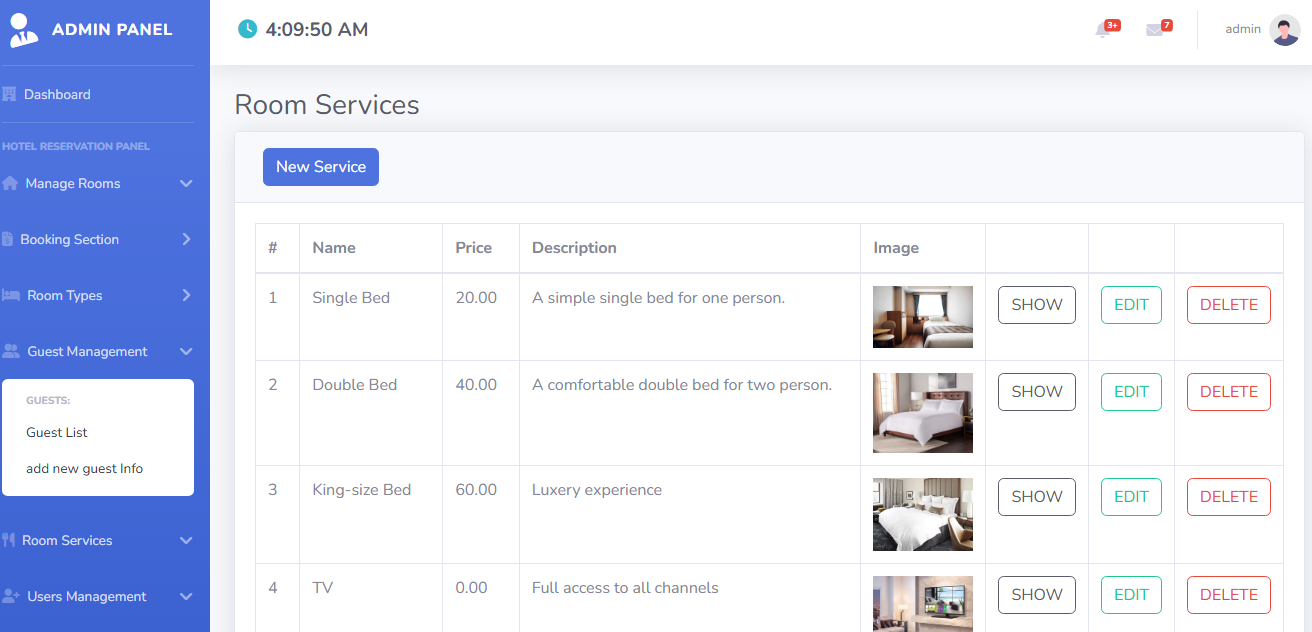 ADMIN PANEL
4:09:50 AM
3+
7
admin
Dashboard
HOTEL RESERVATION PANEL
Manage Rooms
Booking Section
Room Types
Guest Management
GUESTS:
Guest List
add new guest Info
Room Services
Users Management
Room Services
New Service
# Name Price Description Image
1 Single Bed 20.00 A simple single bed for one person. SHOW EDIT DELETE
2 Double Bed 40.00 A comfortable double bed for two person. SHOW EDIT DELETE
3 King-size Bed 60.00 Luxery experience SHOW EDIT DELETE
4 TV 0.00 Full access to all channels SHOW EDIT DELETE